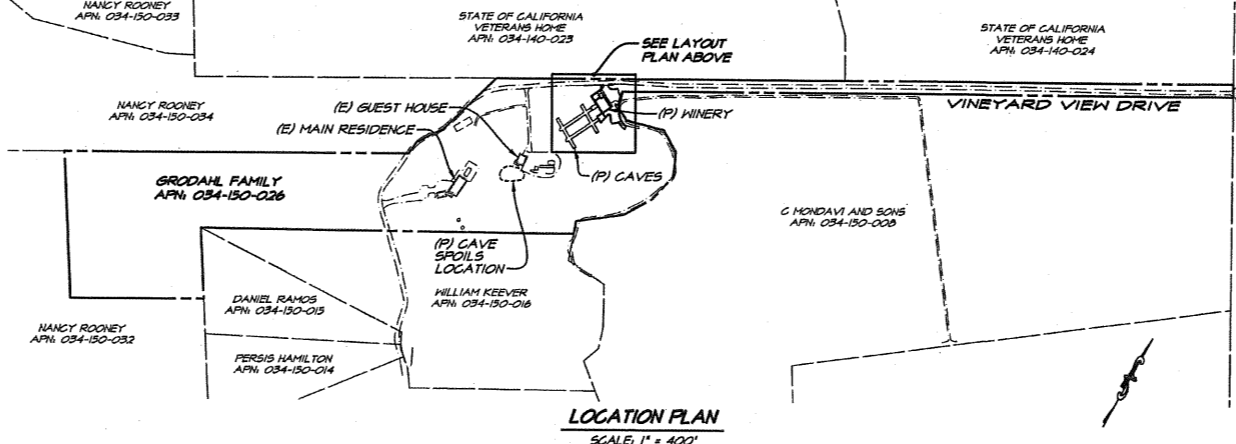 NANCY ROONEY
APN: 034-150-033
STATE OF CALIFORNIA
VETERANS HOME
APN: 034-140-023
SEE LAYOUT
PLAN ABOVE
STATE OF CALIFORNIA
VETERANS HOME
APN: 034-140-024
NANCY ROONEY
APN: 034-150-034
(E) GUEST HOUSE
(E) MAIN RESIDENCE
(P) WINERY
VINEYARD VIEW DRIVE
GRODAHL FAMILY
APN: 034-150-026
(P) CAVES
C MONDAVI AND SONS
APN: 034-150-008
(P) CAVE
SPOILS
LOCATION
DANIEL RAMOS
APN: 034-150-015
WILLIAM KEEVER
APN: 034-150-016
NANCY ROONEY
APN: 034-150-032
PERSIS HAMILTON
APN: 034-150-014
LOCATION PLAN
SCALE: 1" = 400'